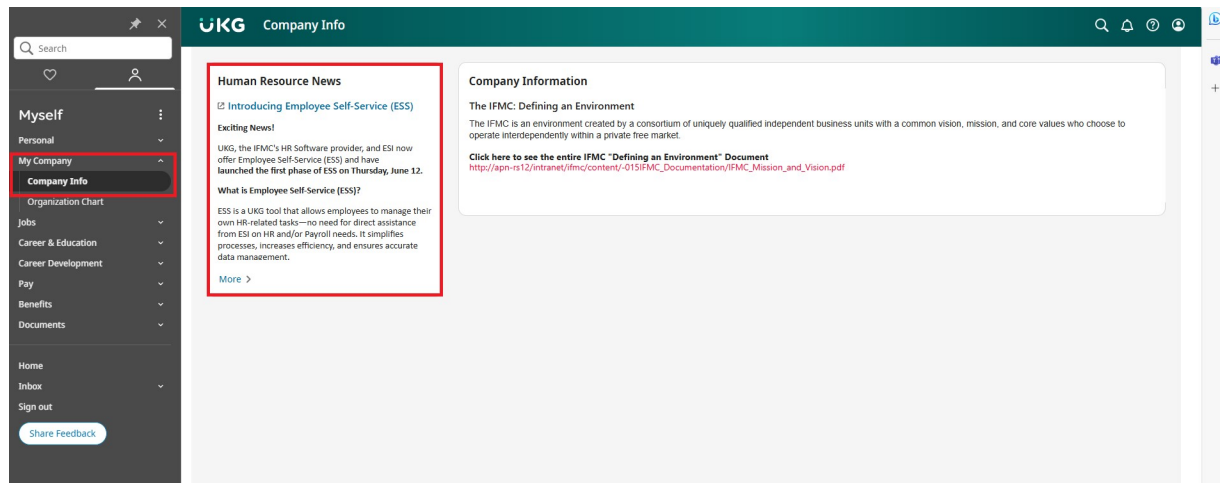 Search
Myself
Personal
My Company
Company Info
Organization Chart
Jobs
Career & Education
Career Development
Pay
Benefits
Documents
Home
Inbox
Sign out
Share Feedback
UKG Company Info
Human Resource News
Introducing Employee Self-Service (ESS)
Exciting News!
UKG, the IFMC's HR Software provider, and ESI now
offer Employee Self-Service (ESS) and have
launched the first phase of ESS on Thursday, June 12.
What is Employee Self-Service (ESS)?
ESS is a UKG tool that allows employees to manage their
own HR-related tasks—no need for direct assistance
from ESI on HR and/or Payroll needs. It simplifies
processes, increases efficiency, and ensures accurate
data management.
More >
Company Information
The IFMC: Defining an Environment
The IFMC is an environment created by a consortium of uniquely qualified independent business units with a common vision, mission, and core values who choose to
operate interdependently within a private free market.
Click here to see the entire IFMC "Defining an Environment" Document
http://apn-rs12/intranet/ifmc/content/-015IFMC_Documentation/IFMC_Mission_and_Vision.pdf